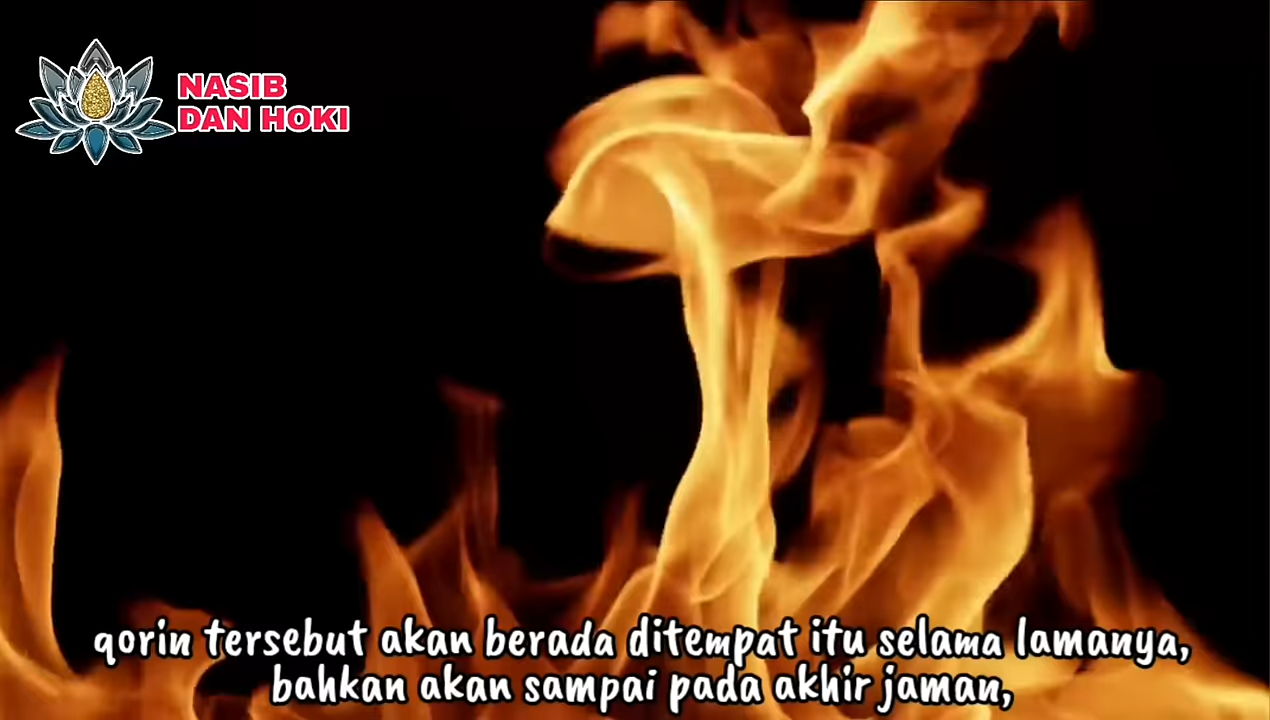 NASIB
DAN HOKI
qorin tersebut akan berada ditempat itu selama lamanya,
bahkan akan sampai pada akhir jaman,